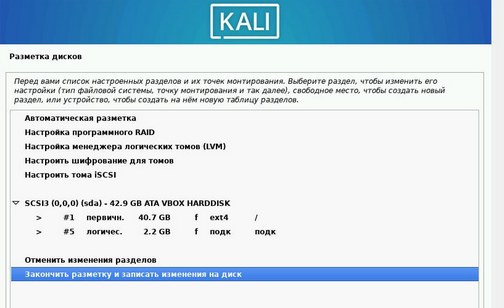 KALI
Разметка дисков
Перед вами список настроенных разделов и их точек монтирования. Выберите раздел, чтобы изменить его
настройки (тип файловой системы, точку монтирования и так далее), свободное место, чтобы создать новый
раздел, или устройство, чтобы создать на нём новую таблицу разделов.
Автоматическая разметка
Настройка программного RAID
Настройка менеджера логических томов (LVM)
Настроить шифрование для томов
Настроить тома iSCSI
SCSI3 (0,0,0) (sda) - 42.9 GB ATA VBOX HARDDISK
> #1 первичн. 40.7 GB f ext4 /
> #5 логичес. 2.2 GB f подк подк
Отменить изменения разделов
Закончить разметку и записать изменения на диск